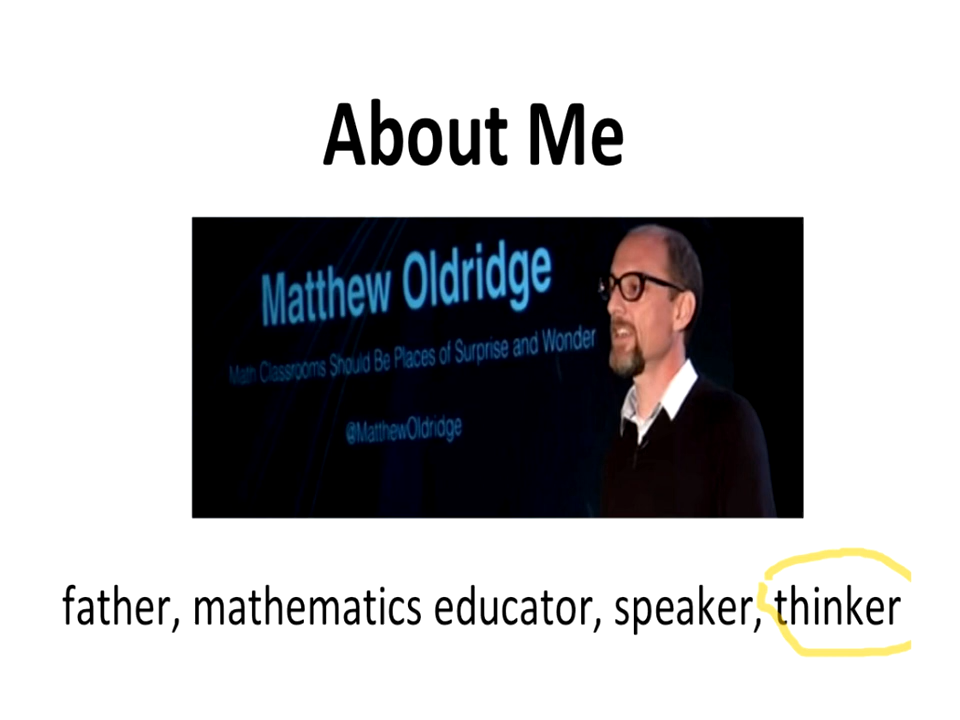 About Me
Matthew Oldridge
Math Classrooms Should Be Places of Surprise and Wonder
@MatthewOldridge
father, mathematics educator, speaker, thinker